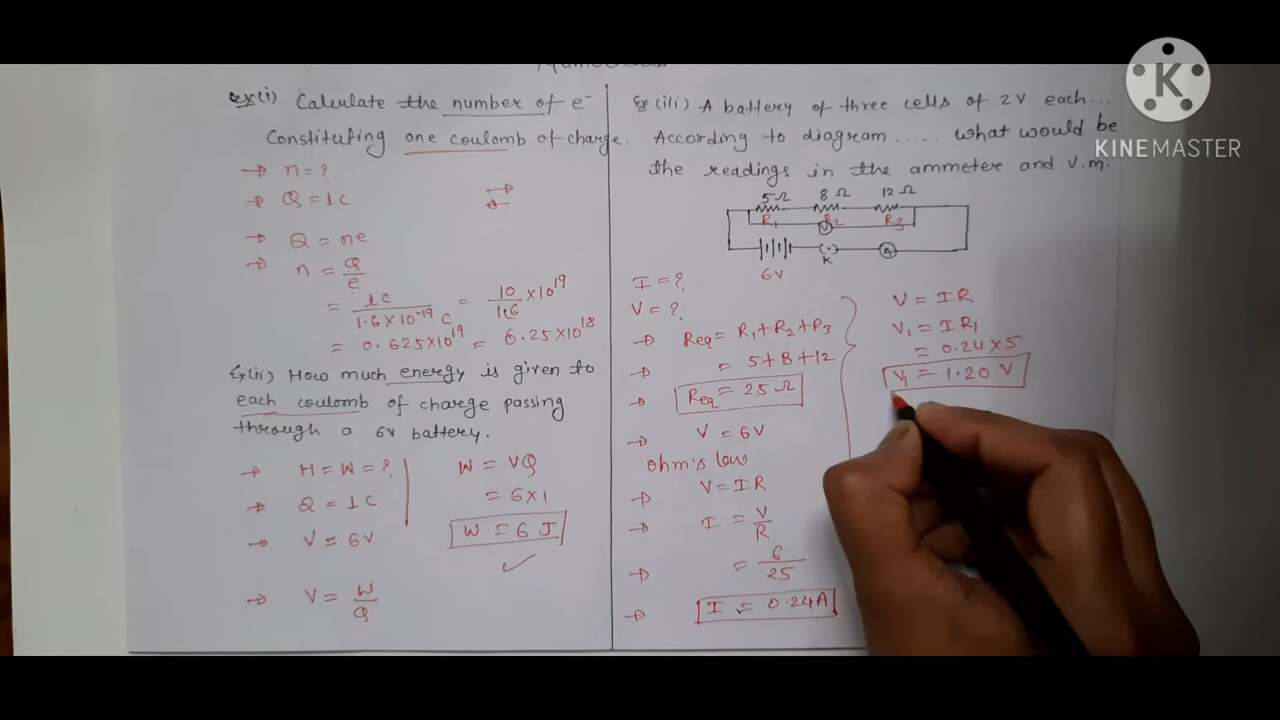 Ex(i) Calculate the number of e⁻
Constituting one coulomb of charge.
→ n = ?
→ Q = 1C
→ Q = ne
→ n = Q/e
= 1C / 1.6×10⁻¹⁹ C = 10/1.6 × 10¹⁹
= 0.625×10¹⁹ = 6.25×10¹⁸
Ex(ii) How much energy is given to
each coulomb of charge passing
through a 6V battery.
→ H = W = ?
→ Q = 1C
→ V = 6V
→ V = W/Q
W = VQ
= 6×1
W = 6 J
Ex(iii) A battery of three cells of 2V each...
According to diagram ..... what would be
the readings in the ammeter and V.m.
5Ω 8Ω 12Ω
R₁ R₂ R₃
V
6V K A
I = ?
V = ?
→ Req = R₁+R₂+R₃
→ = 5+8+12
→ Req = 25Ω
→ V = 6V
ohm's law
→ V = IR
→ I = V/R
→ = 6/25
→ I = 0.24A
V = IR
V₁ = IR₁
= 0.24×5
V₁ = 1.20 V
K
KINEMASTER